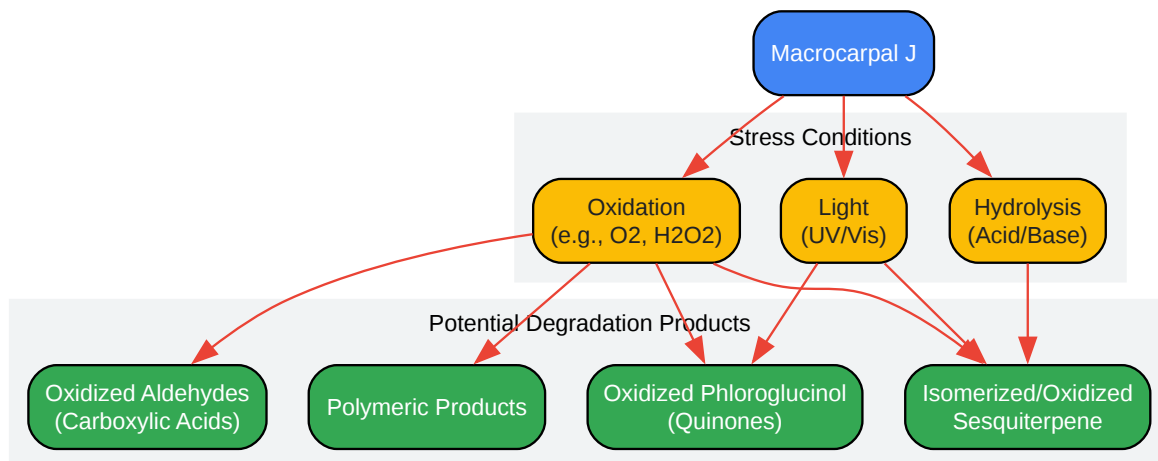 Macrocarpal J
Stress Conditions
Oxidation
(e.g., O2, H2O2)
Light
(UV/Vis)
Hydrolysis
(Acid/Base)
Potential Degradation Products
Oxidized Aldehydes
(Carboxylic Acids)
Polymeric Products
Oxidized Phloroglucinol
(Quinones)
Isomerized/Oxidized
Sesquiterpene